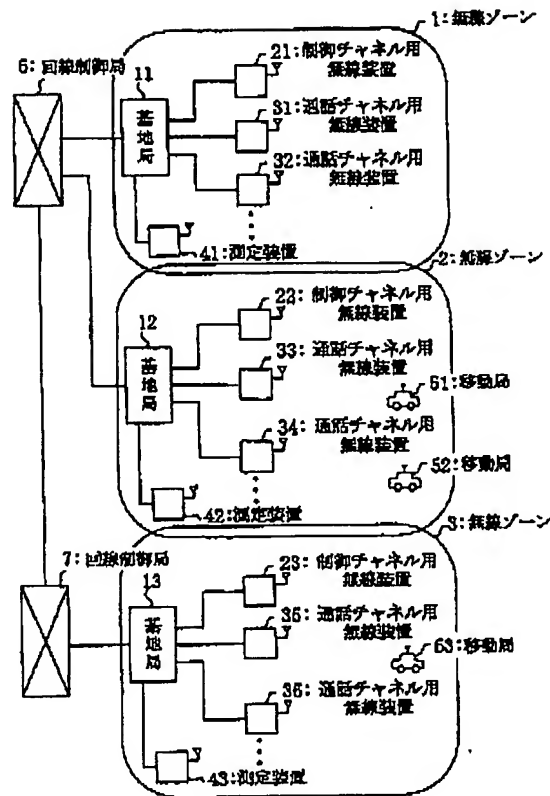 1:無線ゾーン
6:回線制御局
11
基地局
21:制御チャネル用
無線装置
31:通話チャネル用
無線装置
32:通話チャネル用
無線装置
41:測定装置
2:無線ゾーン
12
基地局
22:制御チャネル用
無線装置
33:通話チャネル用
無線装置
51:移動局
34:通話チャネル用
無線装置
52:移動局
42:測定装置
3:無線ゾーン
7:回線制御局
13
基地局
23:制御チャネル用
無線装置
35:通話チャネル用
無線装置
53:移動局
36:通話チャネル用
無線装置
43:測定装置